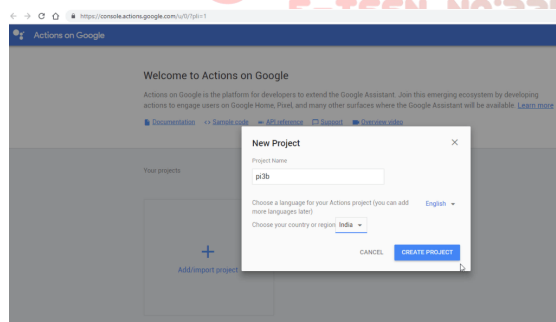 https://console.actions.google.com/u/0/?pli=1
Actions on Google
Welcome to Actions on Google
Actions on Google is the platform for developers to extend the Google Assistant. Join this emerging ecosystem by developing
actions to engage users on Google Home, Pixel, and many other surfaces where the Google Assistant will be available. Learn more
Documentation <> Sample code API reference Support Overview video
Your projects
New Project
Project Name
pi3b
Choose a language for your Actions project (you can add
more languages later)
English
Choose your country or region India
CANCEL CREATE PROJECT
Add/import project